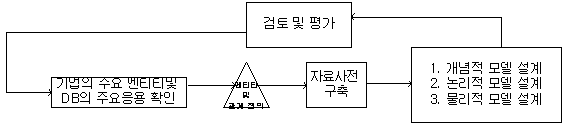 검토 및 평가
기업의 주요 엔티티및
DB의 주요응용 확인
엔티티
및
관계 정의
자료사전
구축
1. 개념적 모델 설계
2. 논리적 모델 설계
3. 물리적 모델 설계